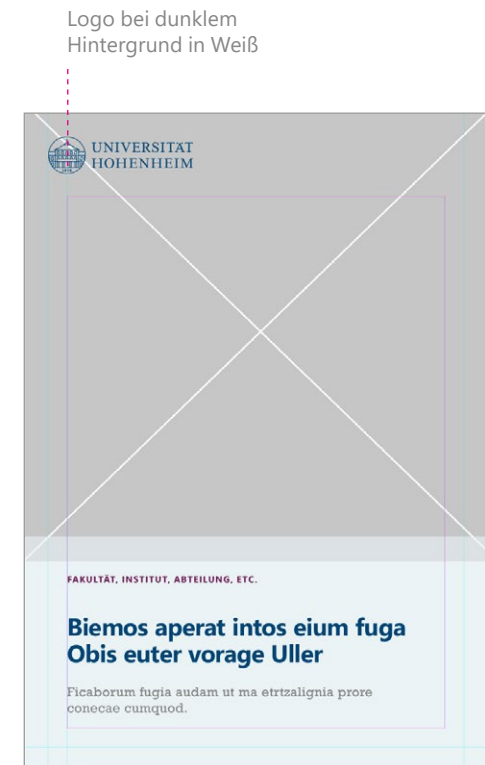 Logo bei dunklem
Hintergrund in Weiß
UNIVERSITÄT
HOHENHEIM
FAKULTÄT, INSTITUT, ABTEILUNG, ETC.
Biemos aperat intos eium fuga
Obis euter vorage Uller
Ficaborum fugia audam ut ma etrtzalignia prore
conecae cumquod.